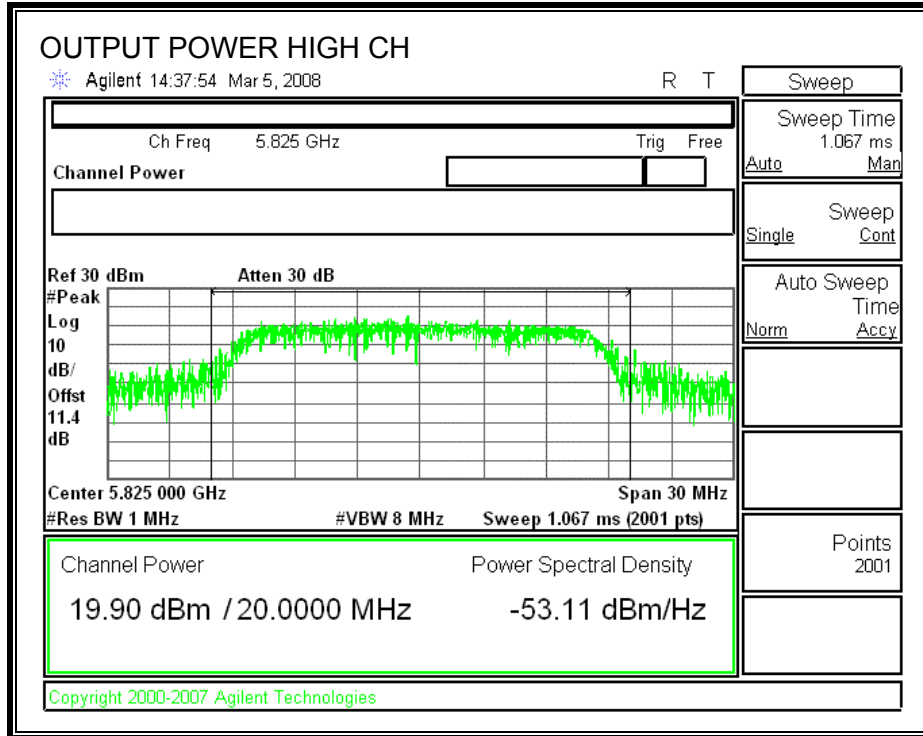 OUTPUT POWER HIGH CH
Agilent 14:37:54 Mar 5, 2008 R T
Ch Freq 5.825 GHz Trig Free
Channel Power
Ref 30 dBm Atten 30 dB
#Peak
Log
10
dB/
Offst
11.4
dB
Center 5.825 000 GHz Span 30 MHz
#Res BW 1 MHz #VBW 8 MHz Sweep 1.067 ms (2001 pts)
Channel Power Power Spectral Density
19.90 dBm / 20.0000 MHz -53.11 dBm/Hz
Copyright 2000-2007 Agilent Technologies
Sweep
Sweep Time
1.067 ms
Auto Man
Sweep
Single Cont
Auto Sweep
Time
Norm Accy
Points
2001